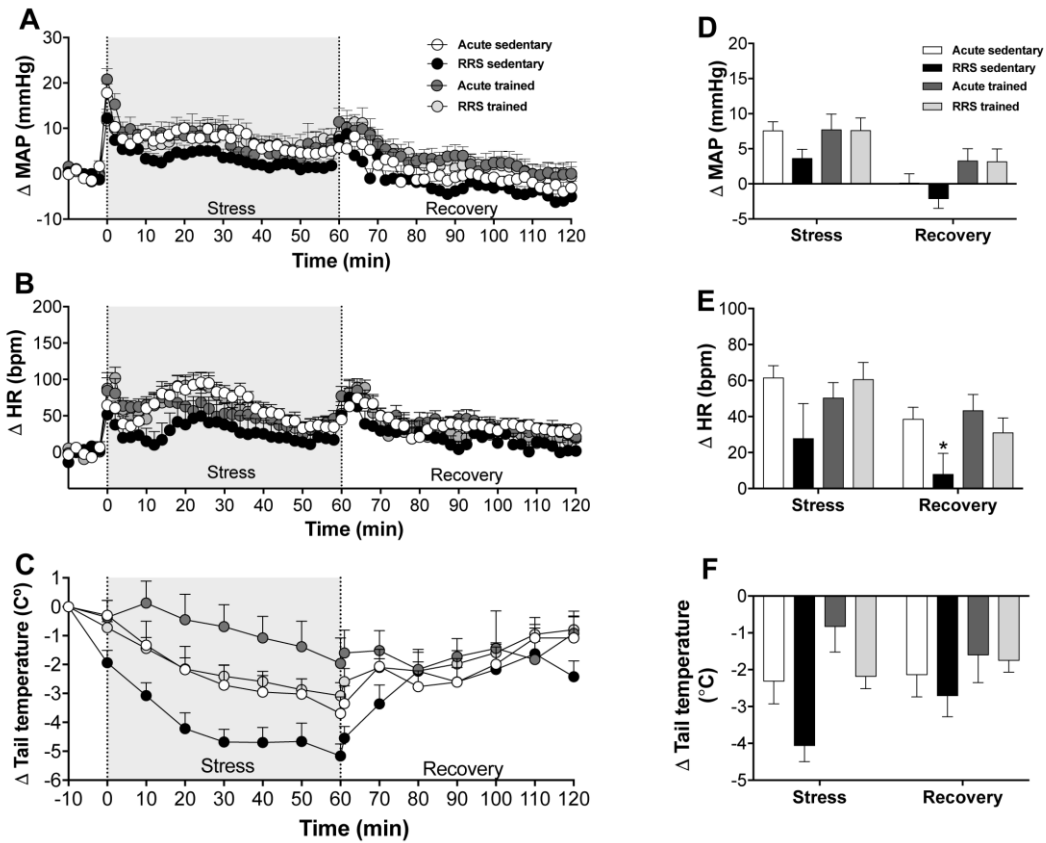 A
Δ MAP (mmHg)
30
20
10
0
-10
Acute sedentary
RRS sedentary
Acute trained
RRS trained
Stress
Recovery
0 10 20 30 40 50 60 70 80 90 100 110 120
Time (min)
D
Δ MAP (mmHg)
20
15
10
5
0
-5
Acute sedentary
RRS sedentary
Acute trained
RRS trained
Stress Recovery
B
Δ HR (bpm)
200
150
100
50
0
Stress
Recovery
0 10 20 30 40 50 60 70 80 90 100 110 120
Time (min)
E
Δ HR (bpm)
100
80
60
40
20
0
*
Stress Recovery
C
Δ Tail temperature (Cº)
1
0
-1
-2
-3
-4
-5
-6
Stress
Recovery
-10 0 10 20 30 40 50 60 70 80 90 100 110 120
Time (min)
F
Δ Tail temperature
(°C)
0
-1
-2
-3
-4
-5
Stress Recovery